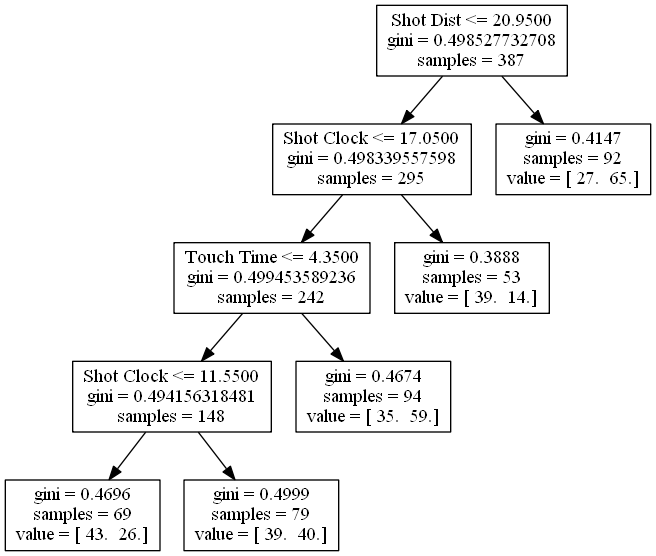 Shot Dist <= 20.9500
gini = 0.498527732708
samples = 387
Shot Clock <= 17.0500
gini = 0.498339557598
samples = 295
gini = 0.4147
samples = 92
value = [ 27.  65.]
Touch Time <= 4.3500
gini = 0.499453589236
samples = 242
gini = 0.3888
samples = 53
value = [ 39.  14.]
Shot Clock <= 11.5500
gini = 0.494156318481
samples = 148
gini = 0.4674
samples = 94
value = [ 35.  59.]
gini = 0.4696
samples = 69
value = [ 43.  26.]
gini = 0.4999
samples = 79
value = [ 39.  40.]